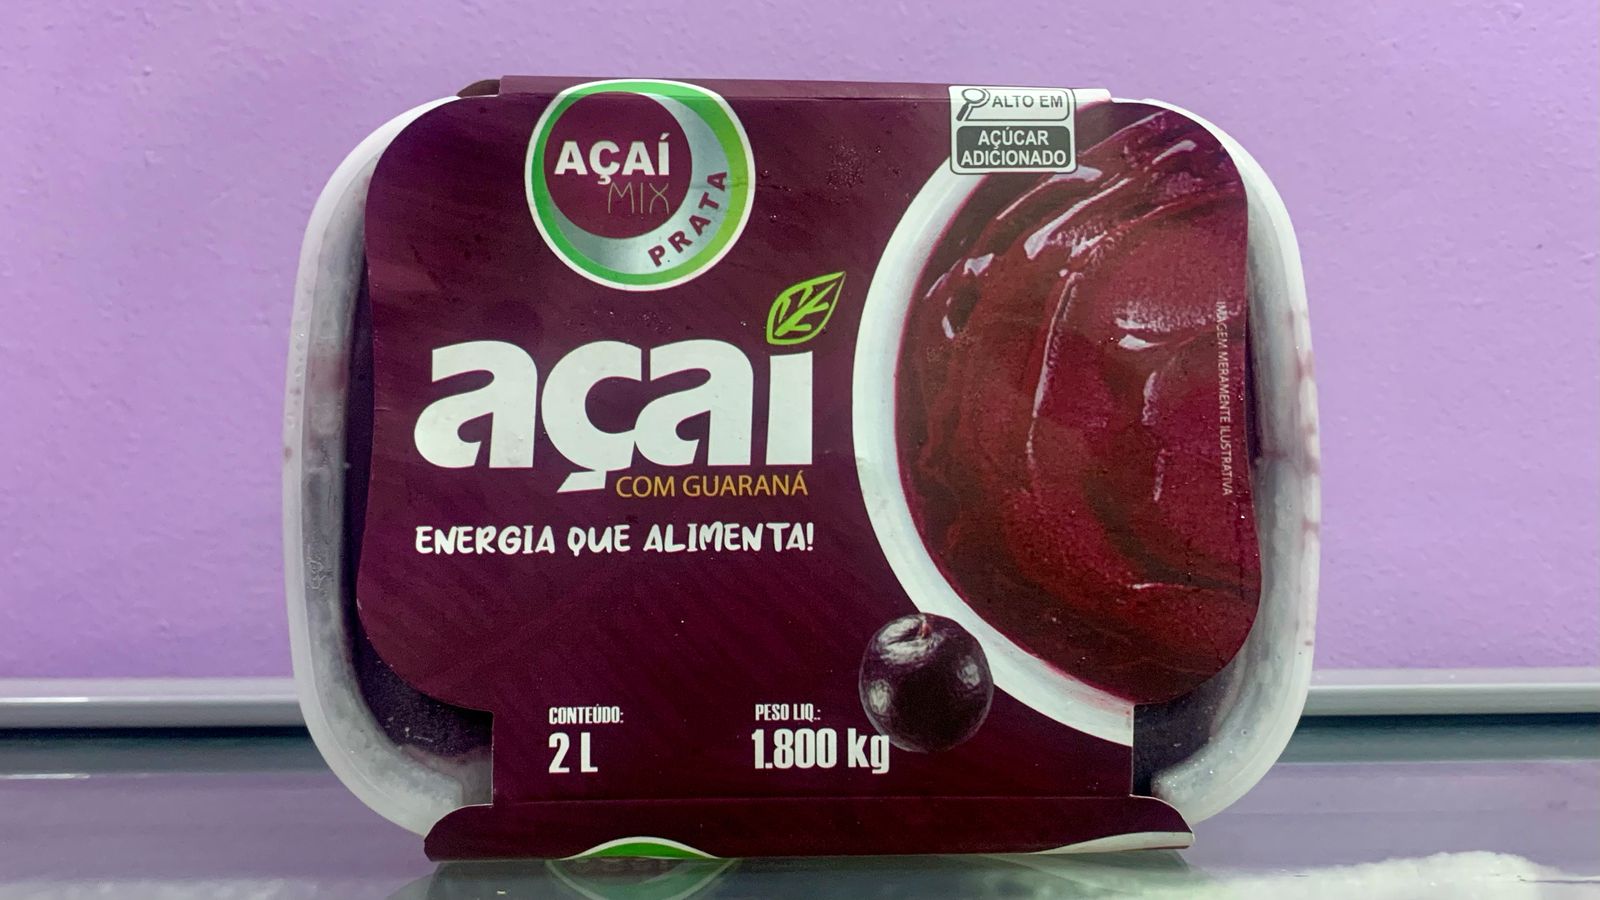 AÇAÍ
MIX
PRATA
ALTO EM
AÇÚCAR
ADICIONADO
açaí
COM GUARANÁ
ENERGIA QUE ALIMENTA!
IMAGEM MERAMENTE ILUSTRATIVA
CONTEÚDO:
2 L
PESO LIQ.:
1.800 kg